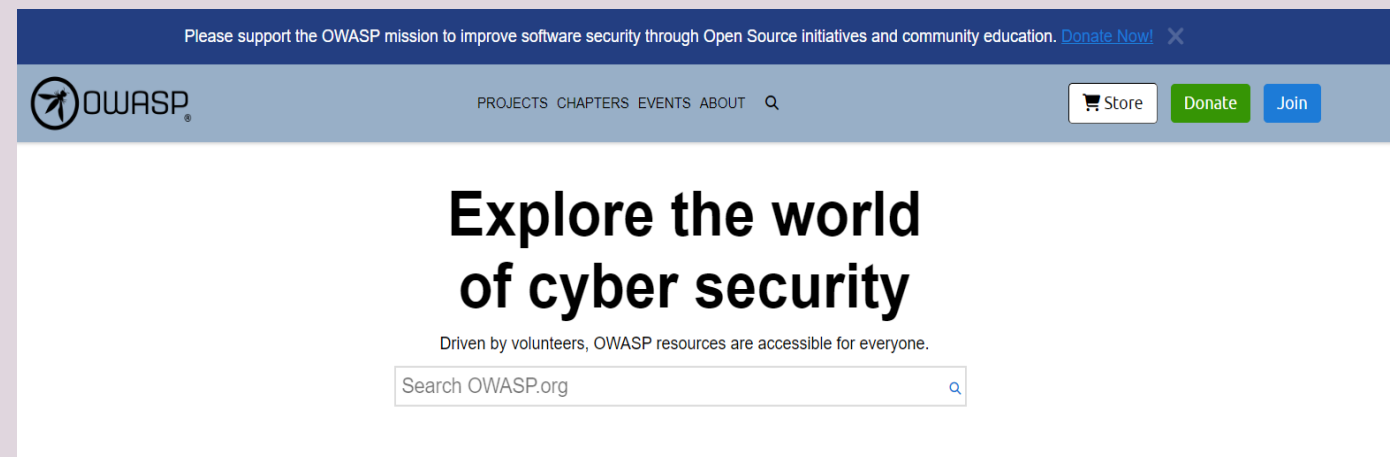 Please support the OWASP mission to improve software security through Open Source initiatives and community education. Donate Now! ×
OWASP®
PROJECTS CHAPTERS EVENTS ABOUT
Store
Donate
Join
Explore the world
of cyber security
Driven by volunteers, OWASP resources are accessible for everyone.
Search OWASP.org